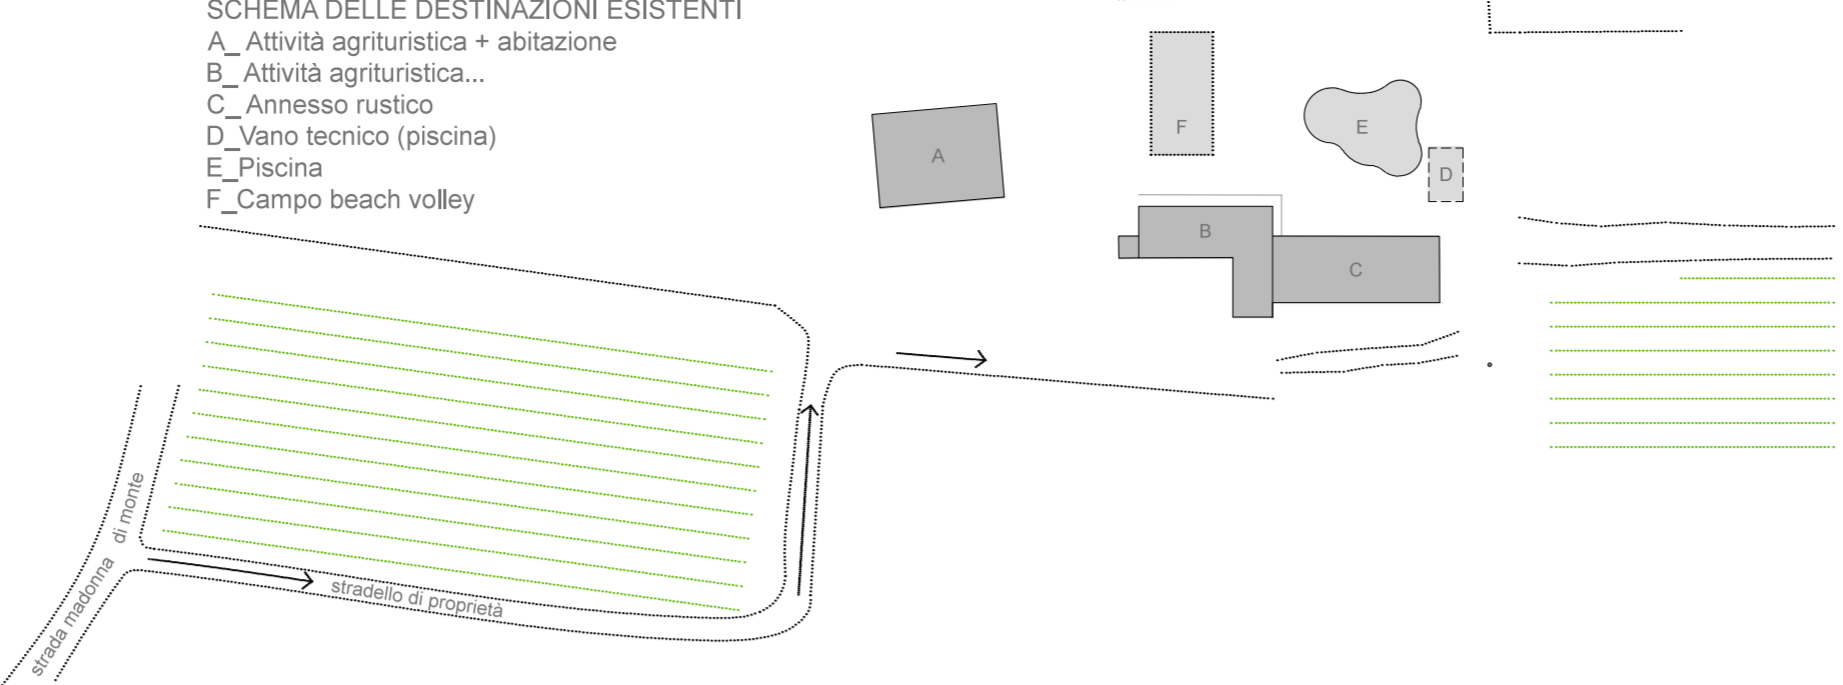 SCHEMA DELLE DESTINAZIONI ESISTENTI
A_ Attività agrituristica + abitazione
B_ Attività agrituristica...
C_ Annesso rustico
D_Vano tecnico (piscina)
E_Piscina
F_Campo beach volley
A
F
E
D
B
C
strada madonna di monte
stradello di proprietà